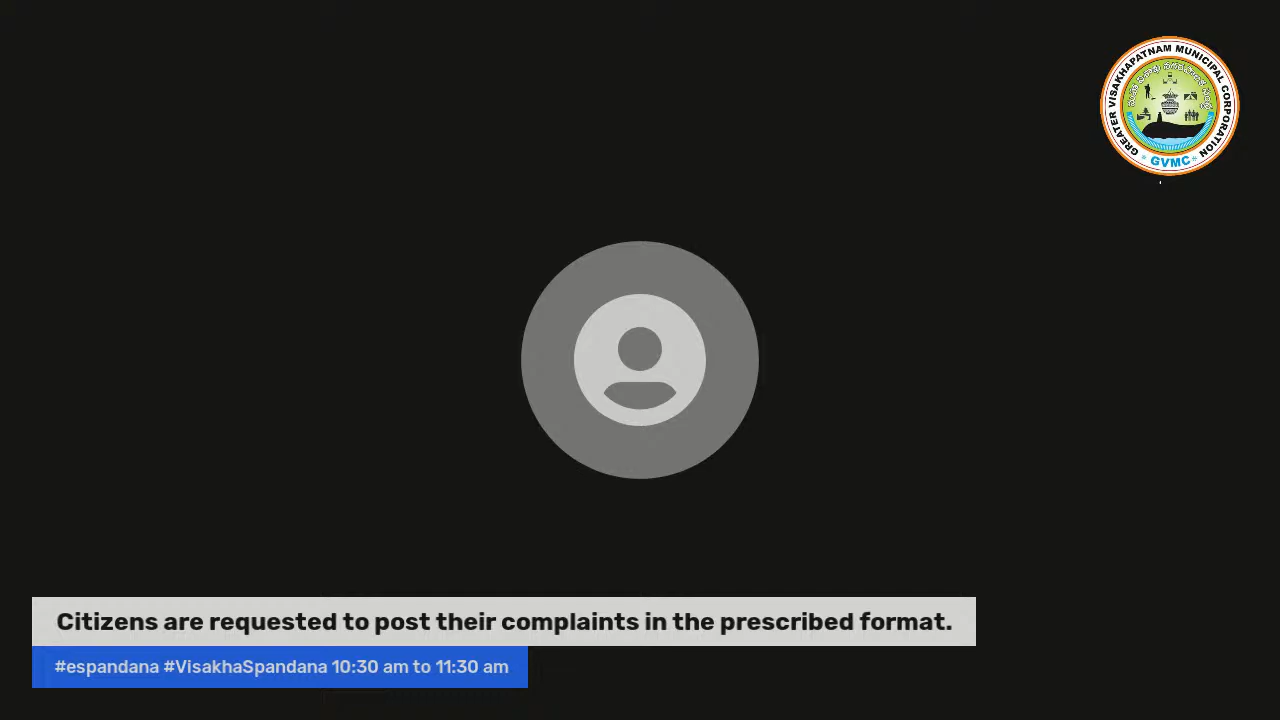 GREATER VISAKHAPATNAM MUNICIPAL CORPORATION
GVMC
Citizens are requested to post their complaints in the prescribed format.
#espandana #VisakhaSpandana 10:30 am to 11:30 am